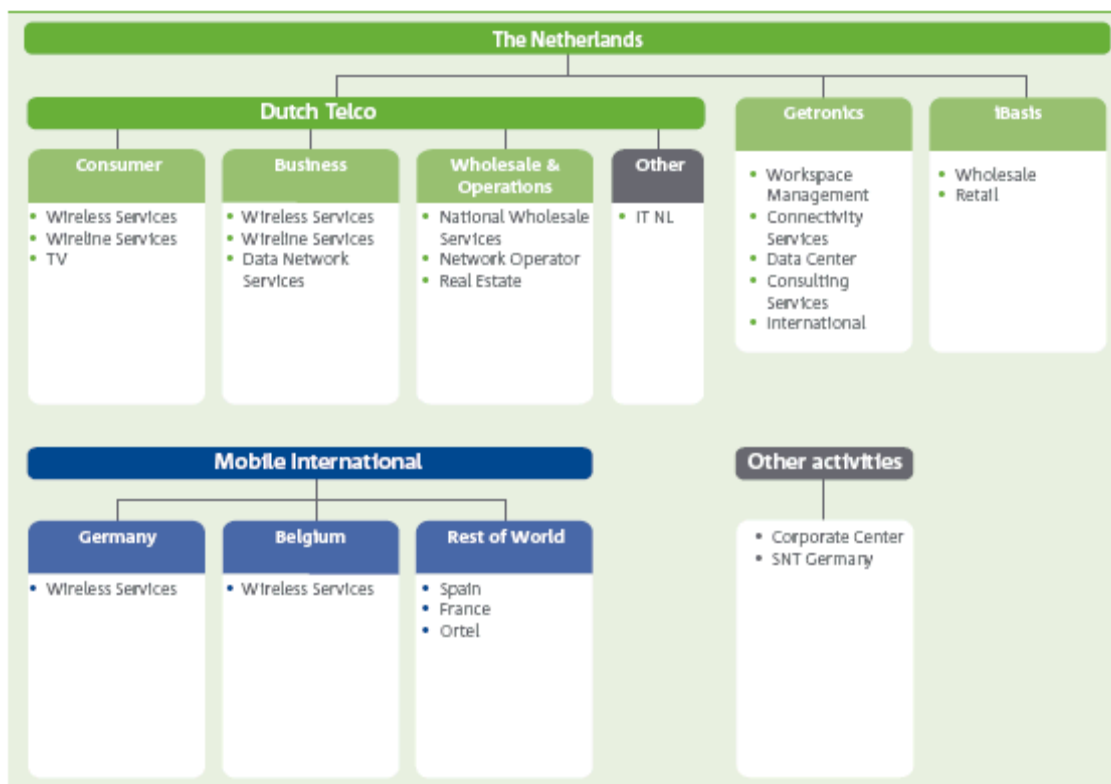 The Netherlands
Dutch Telco
Getronics
iBasis
Consumer
Business
Wholesale &
Operations
Other
• Wireless Services
• Wireline Services
• TV
• Wireless Services
• Wireline Services
• Data Network
Services
• National Wholesale
Services
• Network Operator
• Real Estate
• IT NL
• Workspace
Management
• Connectivity
Services
• Data Center
• Consulting
Services
• International
• Wholesale
• Retail
Mobile International
Other activities
Germany
Belgium
Rest of World
• Wireless Services
• Wireless Services
• Spain
• France
• Ortel
• Corporate Center
• SNT Germany